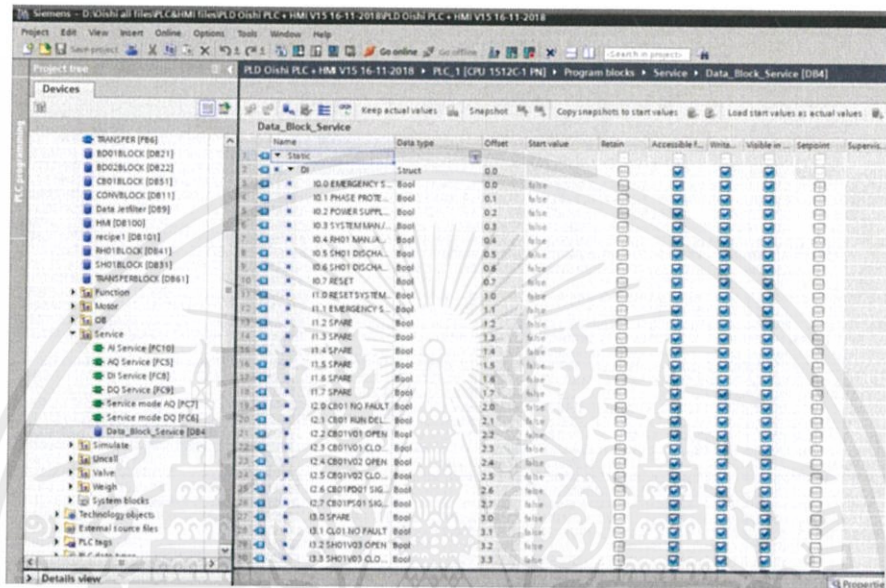 Siemens - D:\Oishi all files\PLC&HMI files\PLD Oishi PLC + HMI V15 16-11-2018\PLD Oishi PLC + HMI V15 16-11-2018
Project Edit View Insert Online Options Tools Window Help
Save project Go online Go offline <Search in project>
Project tree PLD Oishi PLC + HMI V15 16-11-2018 ▸ PLC_1 [CPU 1512C-1 PN] ▸ Program blocks ▸ Service ▸ Data_Block_Service [DB4]
Devices
Keep actual values Snapshot Copy snapshots to start values Load start values as actual values
PLC programming
TRANSFER [FB6]
BD01BLOCK [DB21]
BD02BLOCK [DB22]
CB01BLOCK [DB51]
CONVBLOCK [DB11]
Data Jetfilter [DB9]
HMI [DB100]
recipe1 [DB101]
RH01BLOCK [DB41]
SH01BLOCK [DB31]
TRANSPERBLOCK [DB61]
Function
Motor
OB
Service
AI Service [FC10]
AQ Service [FC5]
DI Service [FC8]
DQ Service [FC9]
Service mode AQ [FC7]
Service mode DQ [FC6]
Data_Block_Service [DB4
Simulate
Uncall
Valve
Weigh
System blocks
Technology objects
External source files
PLC tags
Details view
Data_Block_Service
Name Data type Offset Start value Retain Accessible f... Writa... Visible in ... Setpoint Supervis...
1 Static
2 DI Struct 0.0
I0.0 EMERGENCY S... Bool 0.0 false
I0.1 PHASE PROTE... Bool 0.1 false
I0.2 POWER SUPPL... Bool 0.2 false
I0.3 SYSTEM MAN/... Bool 0.3 false
I0.4 RH01 MAN/A... Bool 0.4 false
I0.5 SH01 DISCHA... Bool 0.5 false
I0.6 SH01 DISCHA... Bool 0.6 false
I0.7 RESET Bool 0.7 false
I1.0 RESET SYSTEM... Bool 1.0 false
I1.1 EMERGENCY S... Bool 1.1 false
I1.2 SPARE Bool 1.2 false
I1.3 SPARE Bool 1.3 false
I1.4 SPARE Bool 1.4 false
I1.5 SPARE Bool 1.5 false
I1.6 SPARE Bool 1.6 false
I1.7 SPARE Bool 1.7 false
I2.0 CB01 NO FAULT Bool 2.0 false
I2.1 CB01 RUN DEL... Bool 2.1 false
I2.2 CB01V01 OPEN Bool 2.2 false
I2.3 CB01V01 CLO... Bool 2.3 false
I2.4 CB01V02 OPEN Bool 2.4 false
I2.5 CB01V02 CLO... Bool 2.5 false
I2.6 CB01PD01 SIG... Bool 2.6 false
I2.7 CB01PS01 SIG... Bool 2.7 false
I3.0 SPARE Bool 3.0 false
I3.1 CL01 NO FAULT Bool 3.1 false
I3.2 SH01V03 OPEN Bool 3.2 false
I3.3 SH01V03 CLO... Bool 3.3 false
Properties